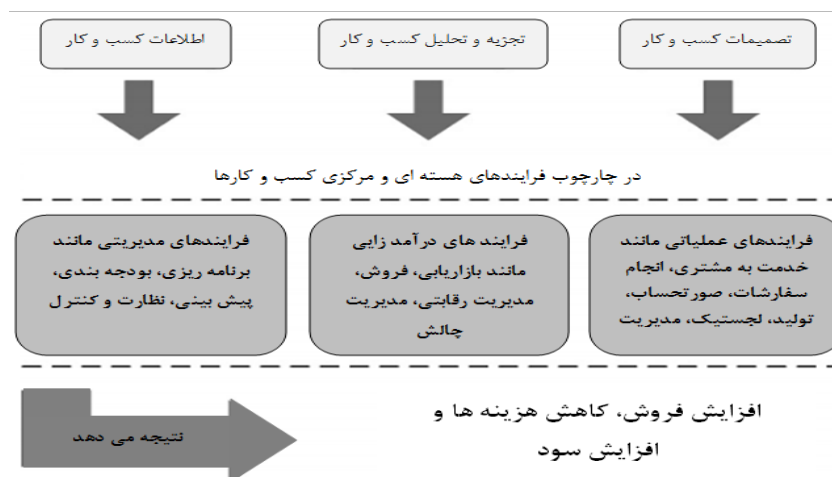 تصمیمات کسب و کار
تجزیه و تحلیل کسب و کار
اطلاعات کسب و کار
در چارچوب فرایندهای هسته ای و مرکزی کسب و کارها
فرایندهای عملیاتی مانند
خدمت به مشتری، انجام
سفارشات، صورتحساب،
تولید، لجستیک، مدیریت
فرایند های درآمد زایی
مانند بازاریابی، فروش،
مدیریت رقابتی، مدیریت
چالش
فرایندهای مدیریتی مانند
برنامه ریزی، بودجه بندی،
پیش بینی، نظارت و کنترل
نتیجه می دهد
افزایش فروش، کاهش هزینه ها و
افزایش سود